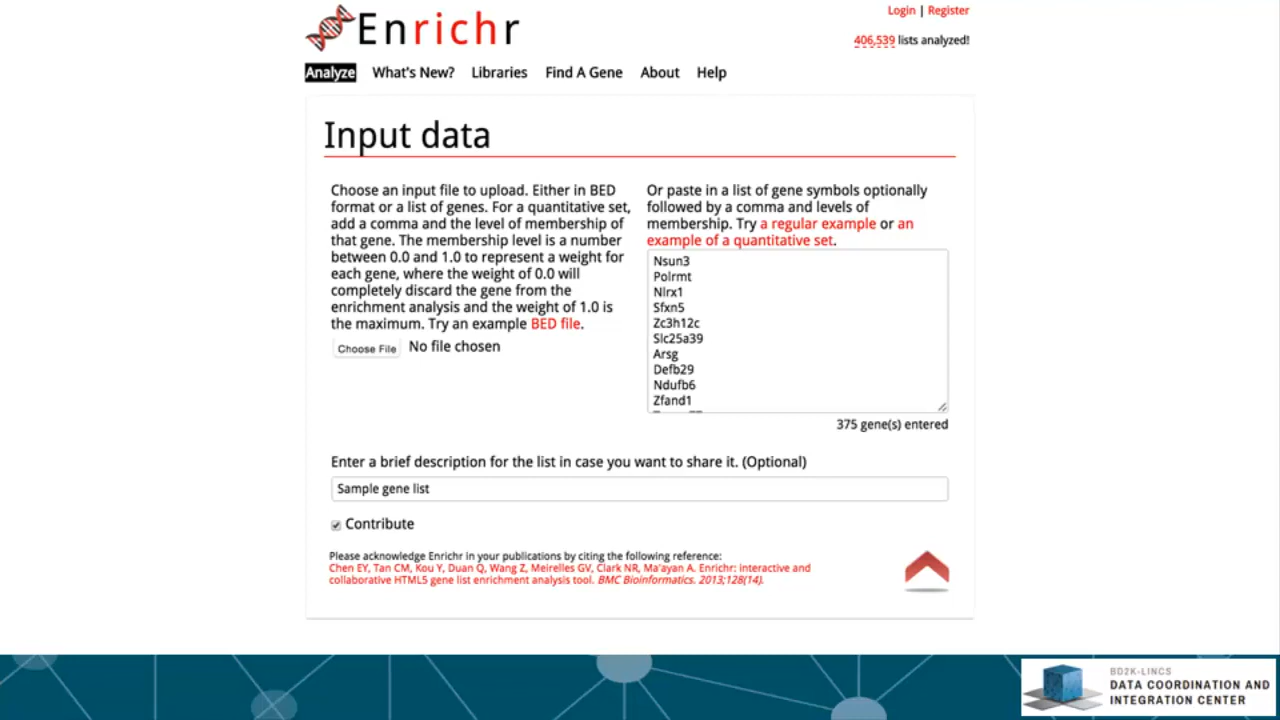 Enrichr
Login | Register
406,539 lists analyzed!
Analyze What's New? Libraries Find A Gene About Help
Input data
Choose an input file to upload. Either in BED
format or a list of genes. For a quantitative set,
add a comma and the level of membership of
that gene. The membership level is a number
between 0.0 and 1.0 to represent a weight for
each gene, where the weight of 0.0 will
completely discard the gene from the
enrichment analysis and the weight of 1.0 is
the maximum. Try an example BED file.
Choose File No file chosen
Or paste in a list of gene symbols optionally
followed by a comma and levels of
membership. Try a regular example or an
example of a quantitative set.
Nsun3
Polrmt
Nlrx1
Sfxn5
Zc3h12c
Slc25a39
Arsg
Defb29
Ndufb6
Zfand1
375 gene(s) entered
Enter a brief description for the list in case you want to share it. (Optional)
Sample gene list
Contribute
Please acknowledge Enrichr in your publications by citing the following reference:
Chen EY, Tan CM, Kou Y, Duan Q, Wang Z, Meirelles GV, Clark NR, Ma'ayan A. Enrichr: interactive and
collaborative HTML5 gene list enrichment analysis tool. BMC Bioinformatics. 2013;128(14).
BD2K-LINCS
DATA COORDINATION AND
INTEGRATION CENTER